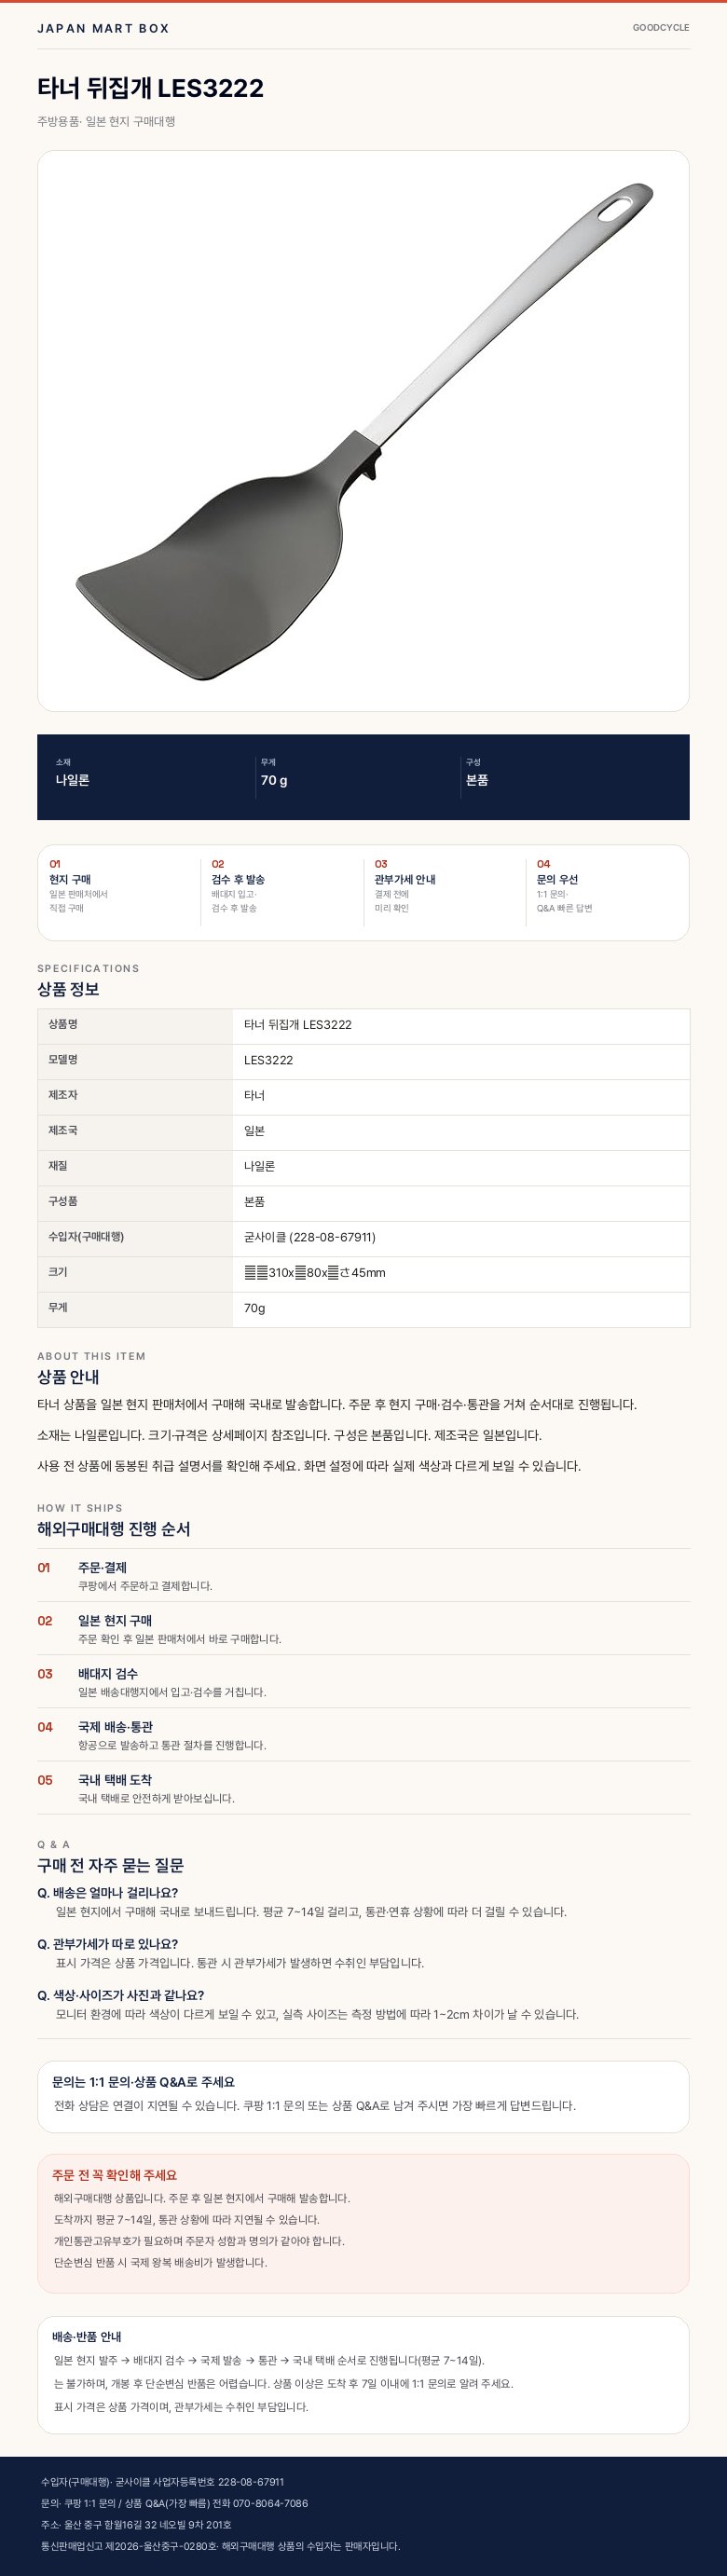 JAPAN MART BOX
GOODCYCLE
타너 뒤집개 LES3222
주방용품· 일본 현지 구매대행
소재
나일론
무게
70 g
구성
본품
01
현지 구매
일본 판매처에서
직접 구매
02
검수 후 발송
배대지 입고·
검수 후 발송
03
관부가세 안내
결제 전에
미리 확인
04
문의 우선
1:1 문의·
Q&A 빠른 답변
SPECIFICATIONS
상품 정보
상품명 타너 뒤집개 LES3222
모델명 LES3222
제조자 타너
제조국 일본
재질 나일론
구성품 본품
수입자(구매대행) 굳사이클 (228-08-67911)
크기 310x80xさ45mm
무게 70g
ABOUT THIS ITEM
상품 안내
타너 상품을 일본 현지 판매처에서 구매해 국내로 발송합니다. 주문 후 현지 구매·검수·통관을 거쳐 순서대로 진행됩니다.
소재는 나일론입니다. 크기·규격은 상세페이지 참조입니다. 구성은 본품입니다. 제조국은 일본입니다.
사용 전 상품에 동봉된 취급 설명서를 확인해 주세요. 화면 설정에 따라 실제 색상과 다르게 보일 수 있습니다.
HOW IT SHIPS
해외구매대행 진행 순서
01 주문·결제
쿠팡에서 주문하고 결제합니다.
02 일본 현지 구매
주문 확인 후 일본 판매처에서 바로 구매합니다.
03 배대지 검수
일본 배송대행지에서 입고·검수를 거칩니다.
04 국제 배송·통관
항공으로 발송하고 통관 절차를 진행합니다.
05 국내 택배 도착
국내 택배로 안전하게 받아보십니다.
Q & A
구매 전 자주 묻는 질문
Q. 배송은 얼마나 걸리나요?
일본 현지에서 구매해 국내로 보내드립니다. 평균 7~14일 걸리고, 통관·연휴 상황에 따라 더 걸릴 수 있습니다.
Q. 관부가세가 따로 있나요?
표시 가격은 상품 가격입니다. 통관 시 관부가세가 발생하면 수취인 부담입니다.
Q. 색상·사이즈가 사진과 같나요?
모니터 환경에 따라 색상이 다르게 보일 수 있고, 실측 사이즈는 측정 방법에 따라 1~2cm 차이가 날 수 있습니다.
문의는 1:1 문의·상품 Q&A로 주세요
전화 상담은 연결이 지연될 수 있습니다. 쿠팡 1:1 문의 또는 상품 Q&A로 남겨 주시면 가장 빠르게 답변드립니다.
주문 전 꼭 확인해 주세요
해외구매대행 상품입니다. 주문 후 일본 현지에서 구매해 발송합니다.
도착까지 평균 7~14일, 통관 상황에 따라 지연될 수 있습니다.
개인통관고유부호가 필요하며 주문자 성함과 명의가 같아야 합니다.
단순변심 반품 시 국제 왕복 배송비가 발생합니다.
배송·반품 안내
일본 현지 발주 → 배대지 검수 → 국제 발송 → 통관 → 국내 택배 순서로 진행됩니다(평균 7~14일).
는 불가하며, 개봉 후 단순변심 반품은 어렵습니다. 상품 이상은 도착 후 7일 이내에 1:1 문의로 알려 주세요.
표시 가격은 상품 가격이며, 관부가세는 수취인 부담입니다.
수입자(구매대행)· 굳사이클 사업자등록번호 228-08-67911
문의· 쿠팡 1:1 문의 / 상품 Q&A(가장 빠름) 전화 070-8064-7086
주소· 울산 중구 함월16길 32 네오빌 9차 201호
통신판매업신고 제2026-울산중구-0280호· 해외구매대행 상품의 수입자는 판매자입니다.